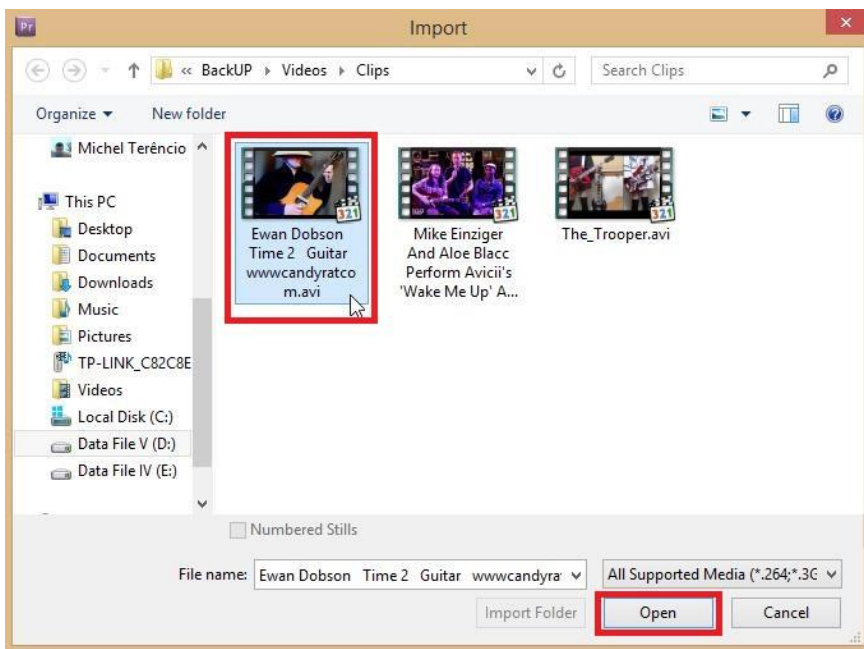 Pr
Import
« BackUP Videos Clips
Search Clips
Organize
New folder
Michel Terêncio
This PC
Desktop
Documents
Downloads
Music
Pictures
TP-LINK_C82C8E
Videos
Local Disk (C:)
Data File V (D:)
Data File IV (E:)
321
Ewan Dobson
Time 2 Guitar
wwwcandyratco
m.avi
321
Mike Einziger
And Aloe Blacc
Perform Avicii's
'Wake Me Up' A...
321
The_Trooper.avi
Numbered Stills
File name:
Ewan Dobson Time 2 Guitar wwwcandyra
All Supported Media (*.264;*.3G
Import Folder
Open
Cancel